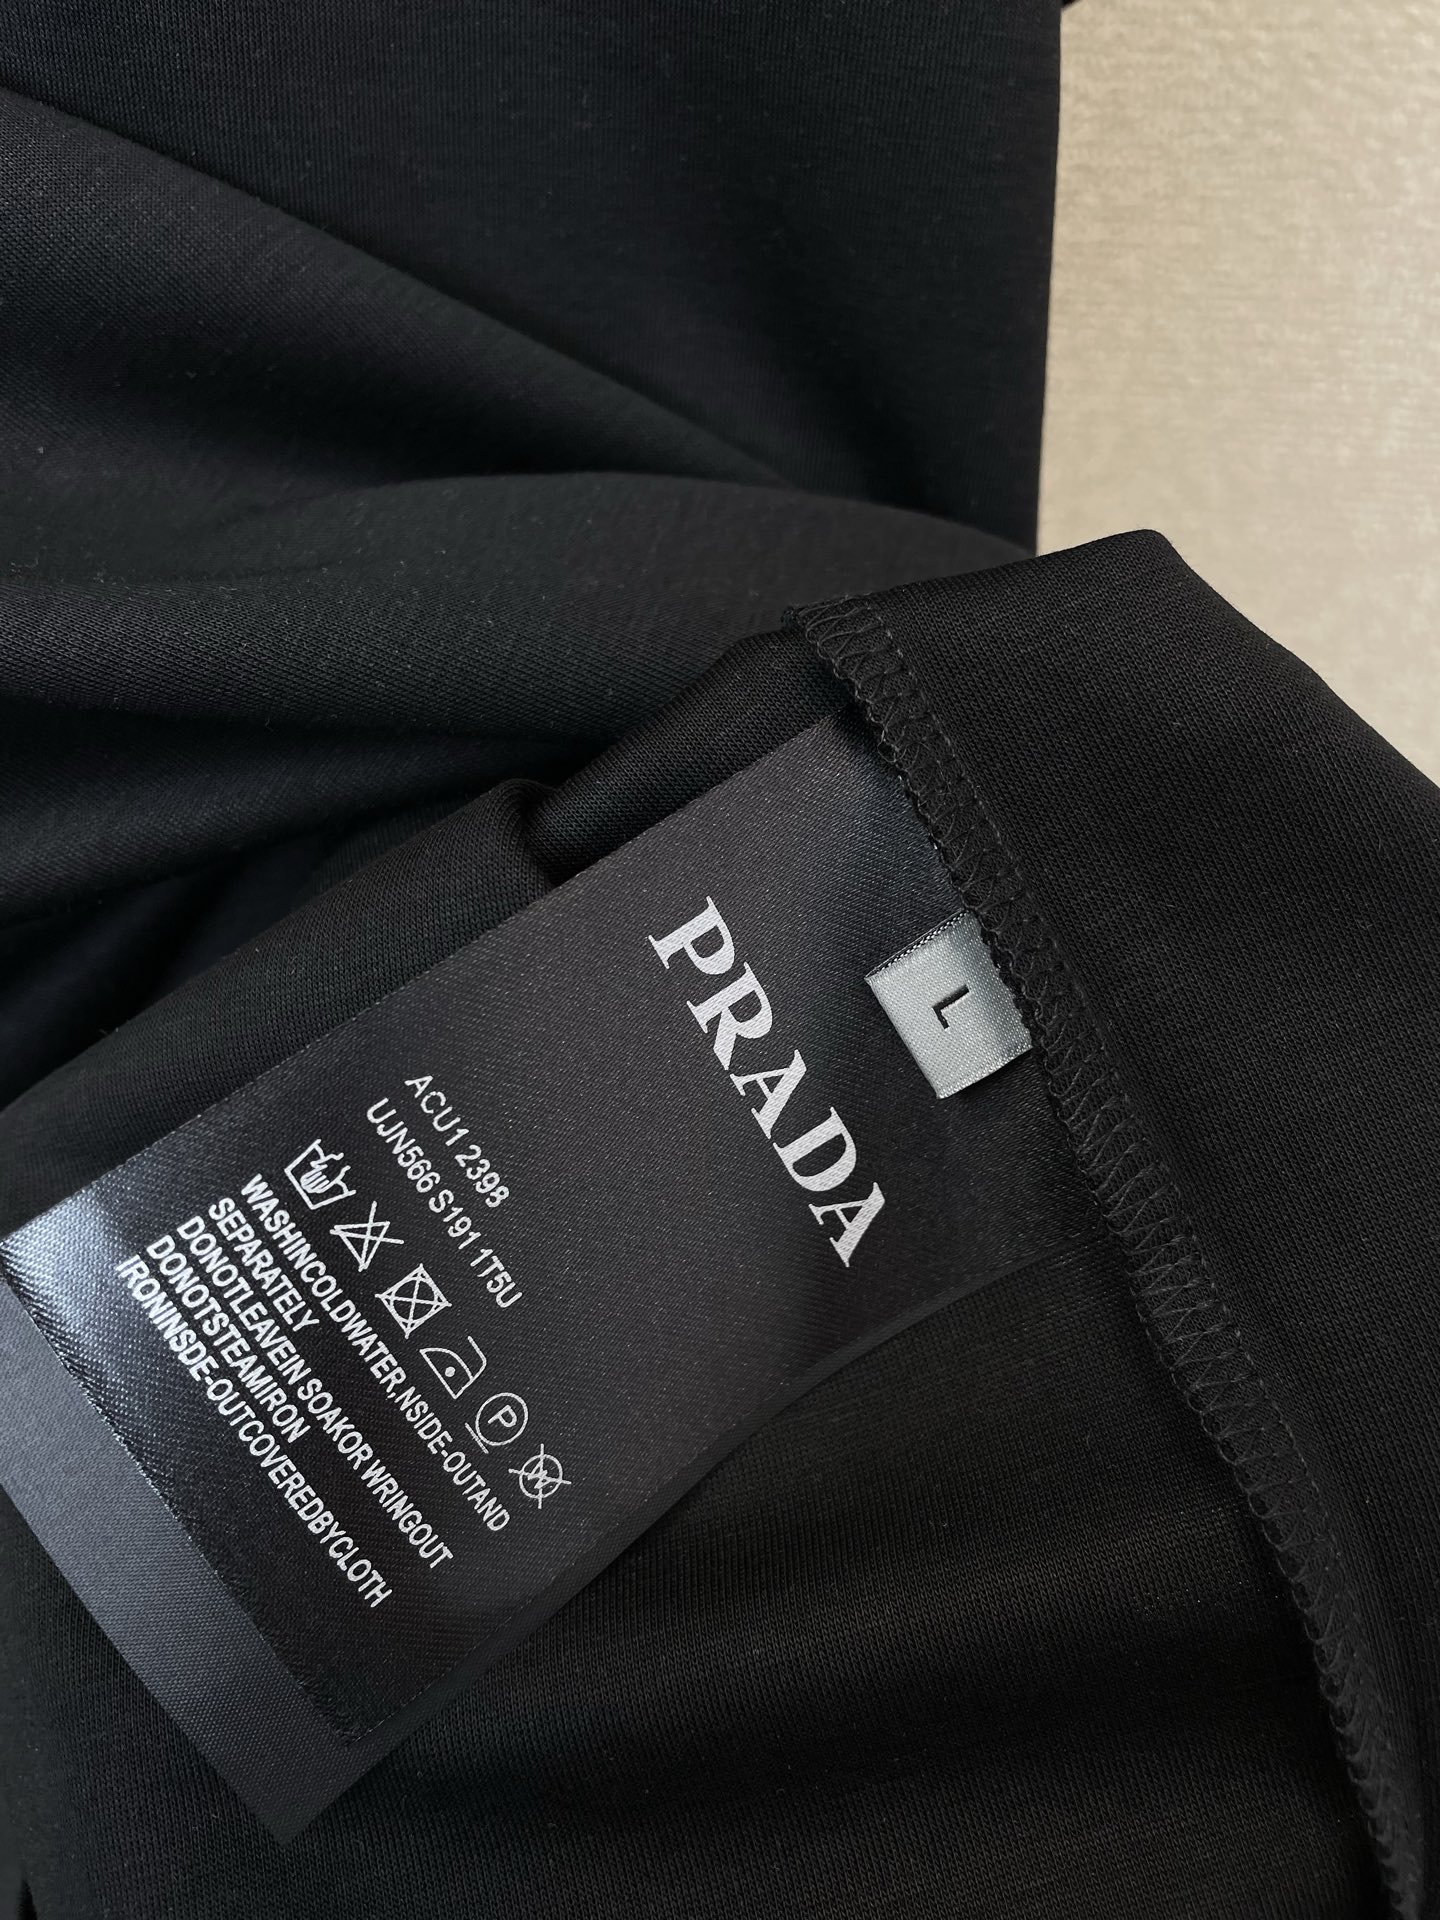 PRADA
L
ACU1 2398
UJN566 S191 1T5U
P
W
WASHINCOLDWATER,NSIDE-OUTAND
SEPARATELY
DONOTLEAVEIN SOAKOR WRINGOUT
DONOTSTEAMIRON
IRONINSDE-OUTCOVEREDBYCLOTH